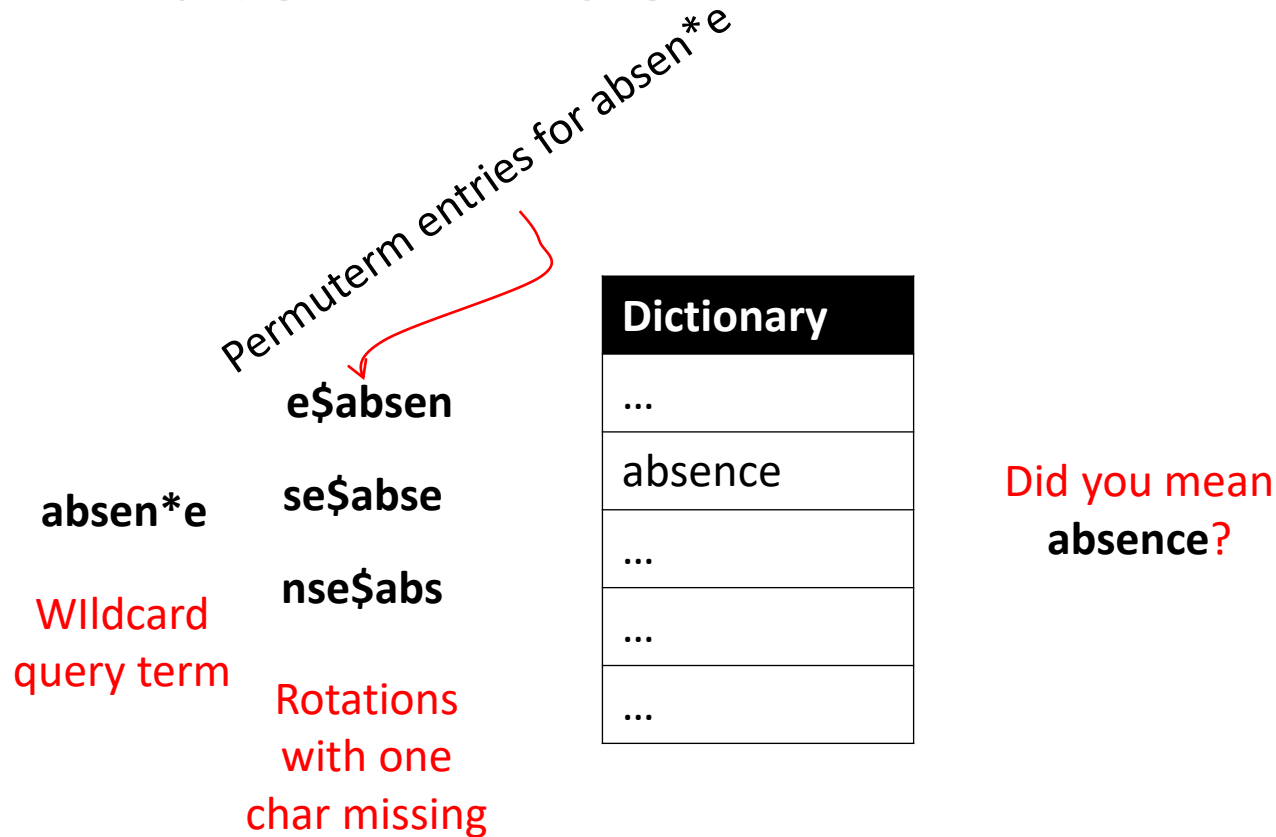 Permuterm entries for absen*e
e$absen
se$abse
nse$abs
absen*e
WIldcard
query term
Rotations
with one
char missing
Dictionary
...
absence
...
...
...
Did you mean
absence?